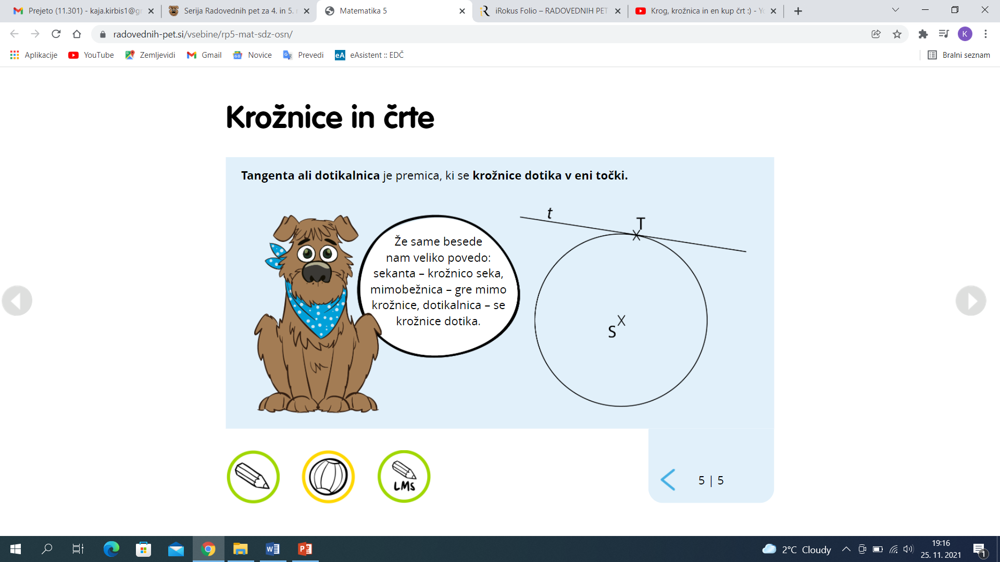 Prejeto (11.301) - kaja.kirbis1@g
Serija Radovednih pet za 4. in 5.
Matematika 5
iRokus Folio – RADOVEDNIH PET
Krog, krožnica in en kup črt :) -
radovednih-pet.si/vsebine/rp5-mat-sdz-osn/
K
Aplikacije
YouTube
Zemljevidi
Gmail
Novice
Prevedi
eA
eAsistent :: EDČ
Bralni seznam
Krožnice in črte
Tangenta ali dotikalnica je premica, ki se krožnice dotika v eni točki.
Že same besede
nam veliko povedo:
sekanta – krožnico seka,
mimobežnica – gre mimo
krožnice, dotikalnica – se
krožnice dotika.
t
T
S
LMs
5 | 5
2°C Cloudy
19:16
25. 11. 2021
1